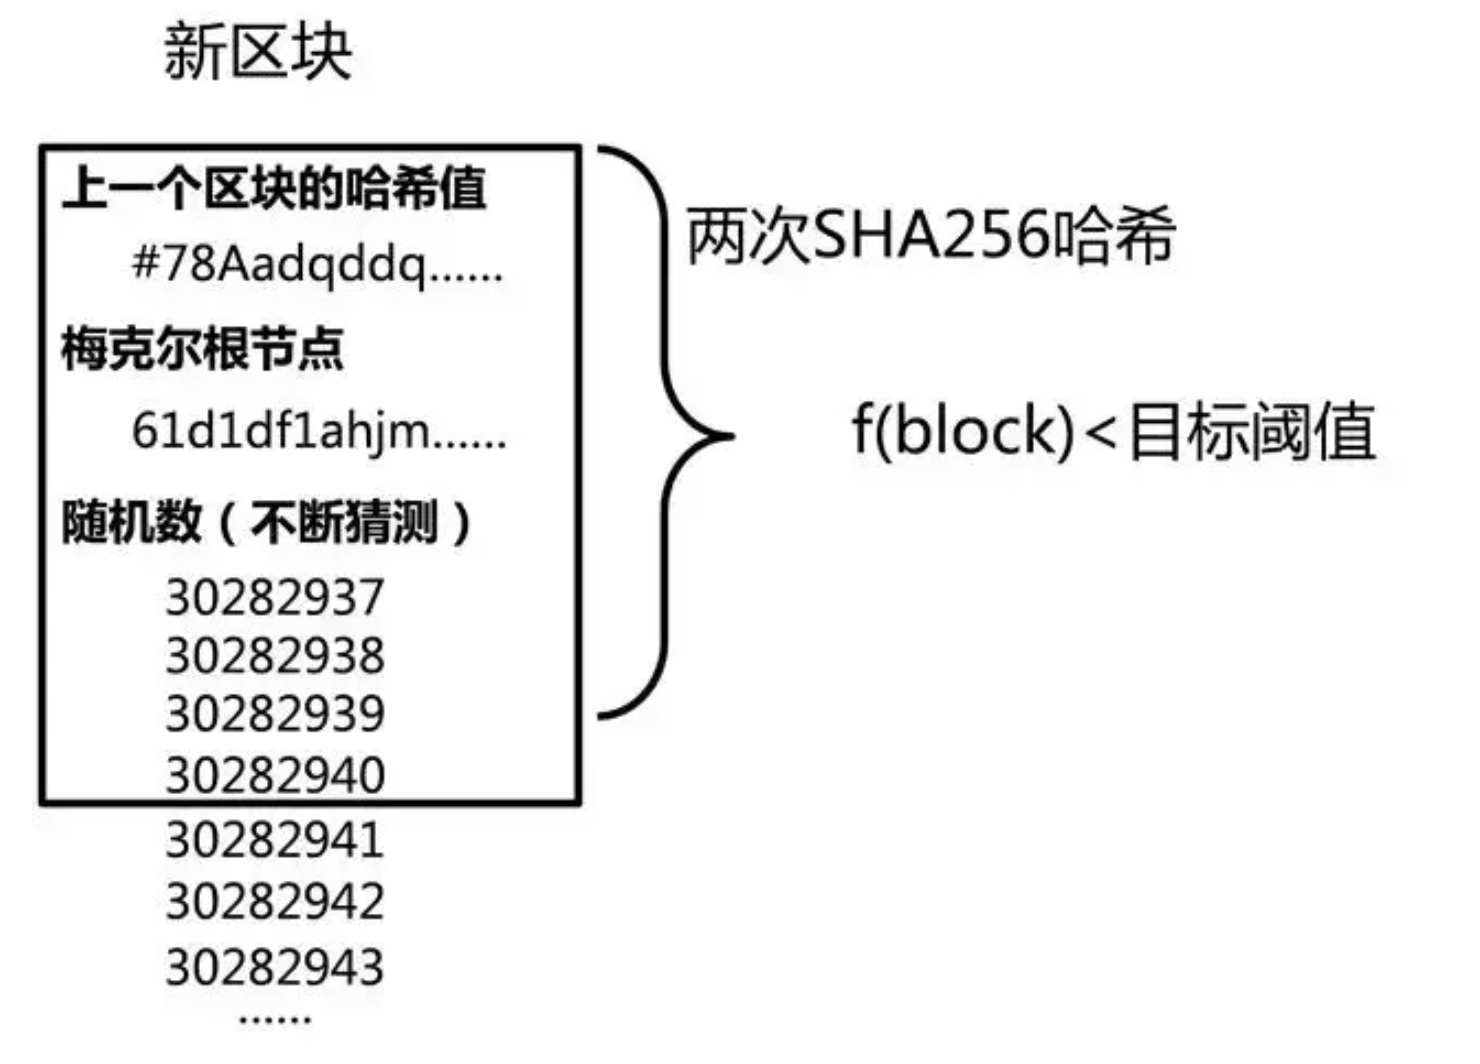 新区块
上一个区块的哈希值
#78Aadqddq......
两次SHA256哈希
梅克尔根节点
61d1df1ahjm......
f(block)<目标阈值
随机数（不断猜测）
30282937
30282938
30282939
30282940
30282941
30282942
30282943
......